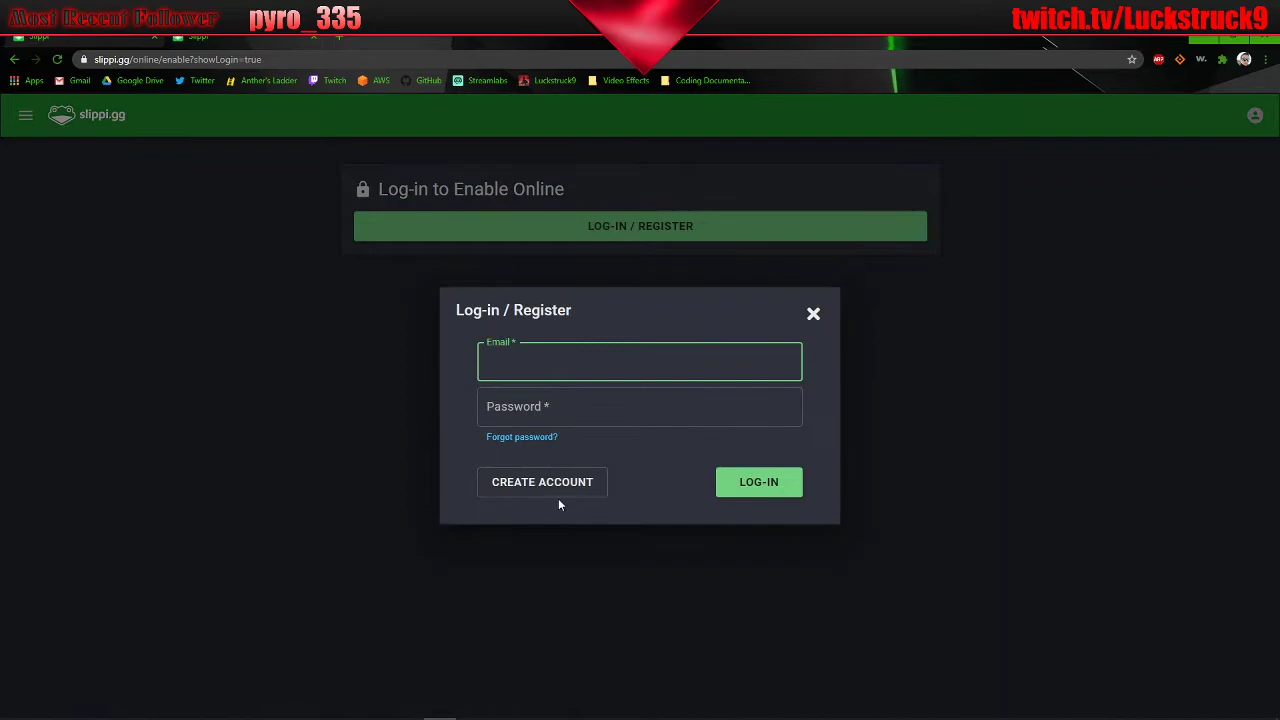 Most Recent Follower
pyro_335
twitch.tv/Luckstruck9
Slippi
Slippi
slippi.gg/online/enable?showLogin=true
Apps
Gmail
Google Drive
Twitter
Anther's Ladder
Twitch
AWS
GitHub
Streamlabs
Luckstruck9
Video Effects
Coding Documenta...
slippi.gg
Log-in to Enable Online
LOG-IN / REGISTER
Log-in / Register
Email *
Password *
Forgot password?
CREATE ACCOUNT
LOG-IN